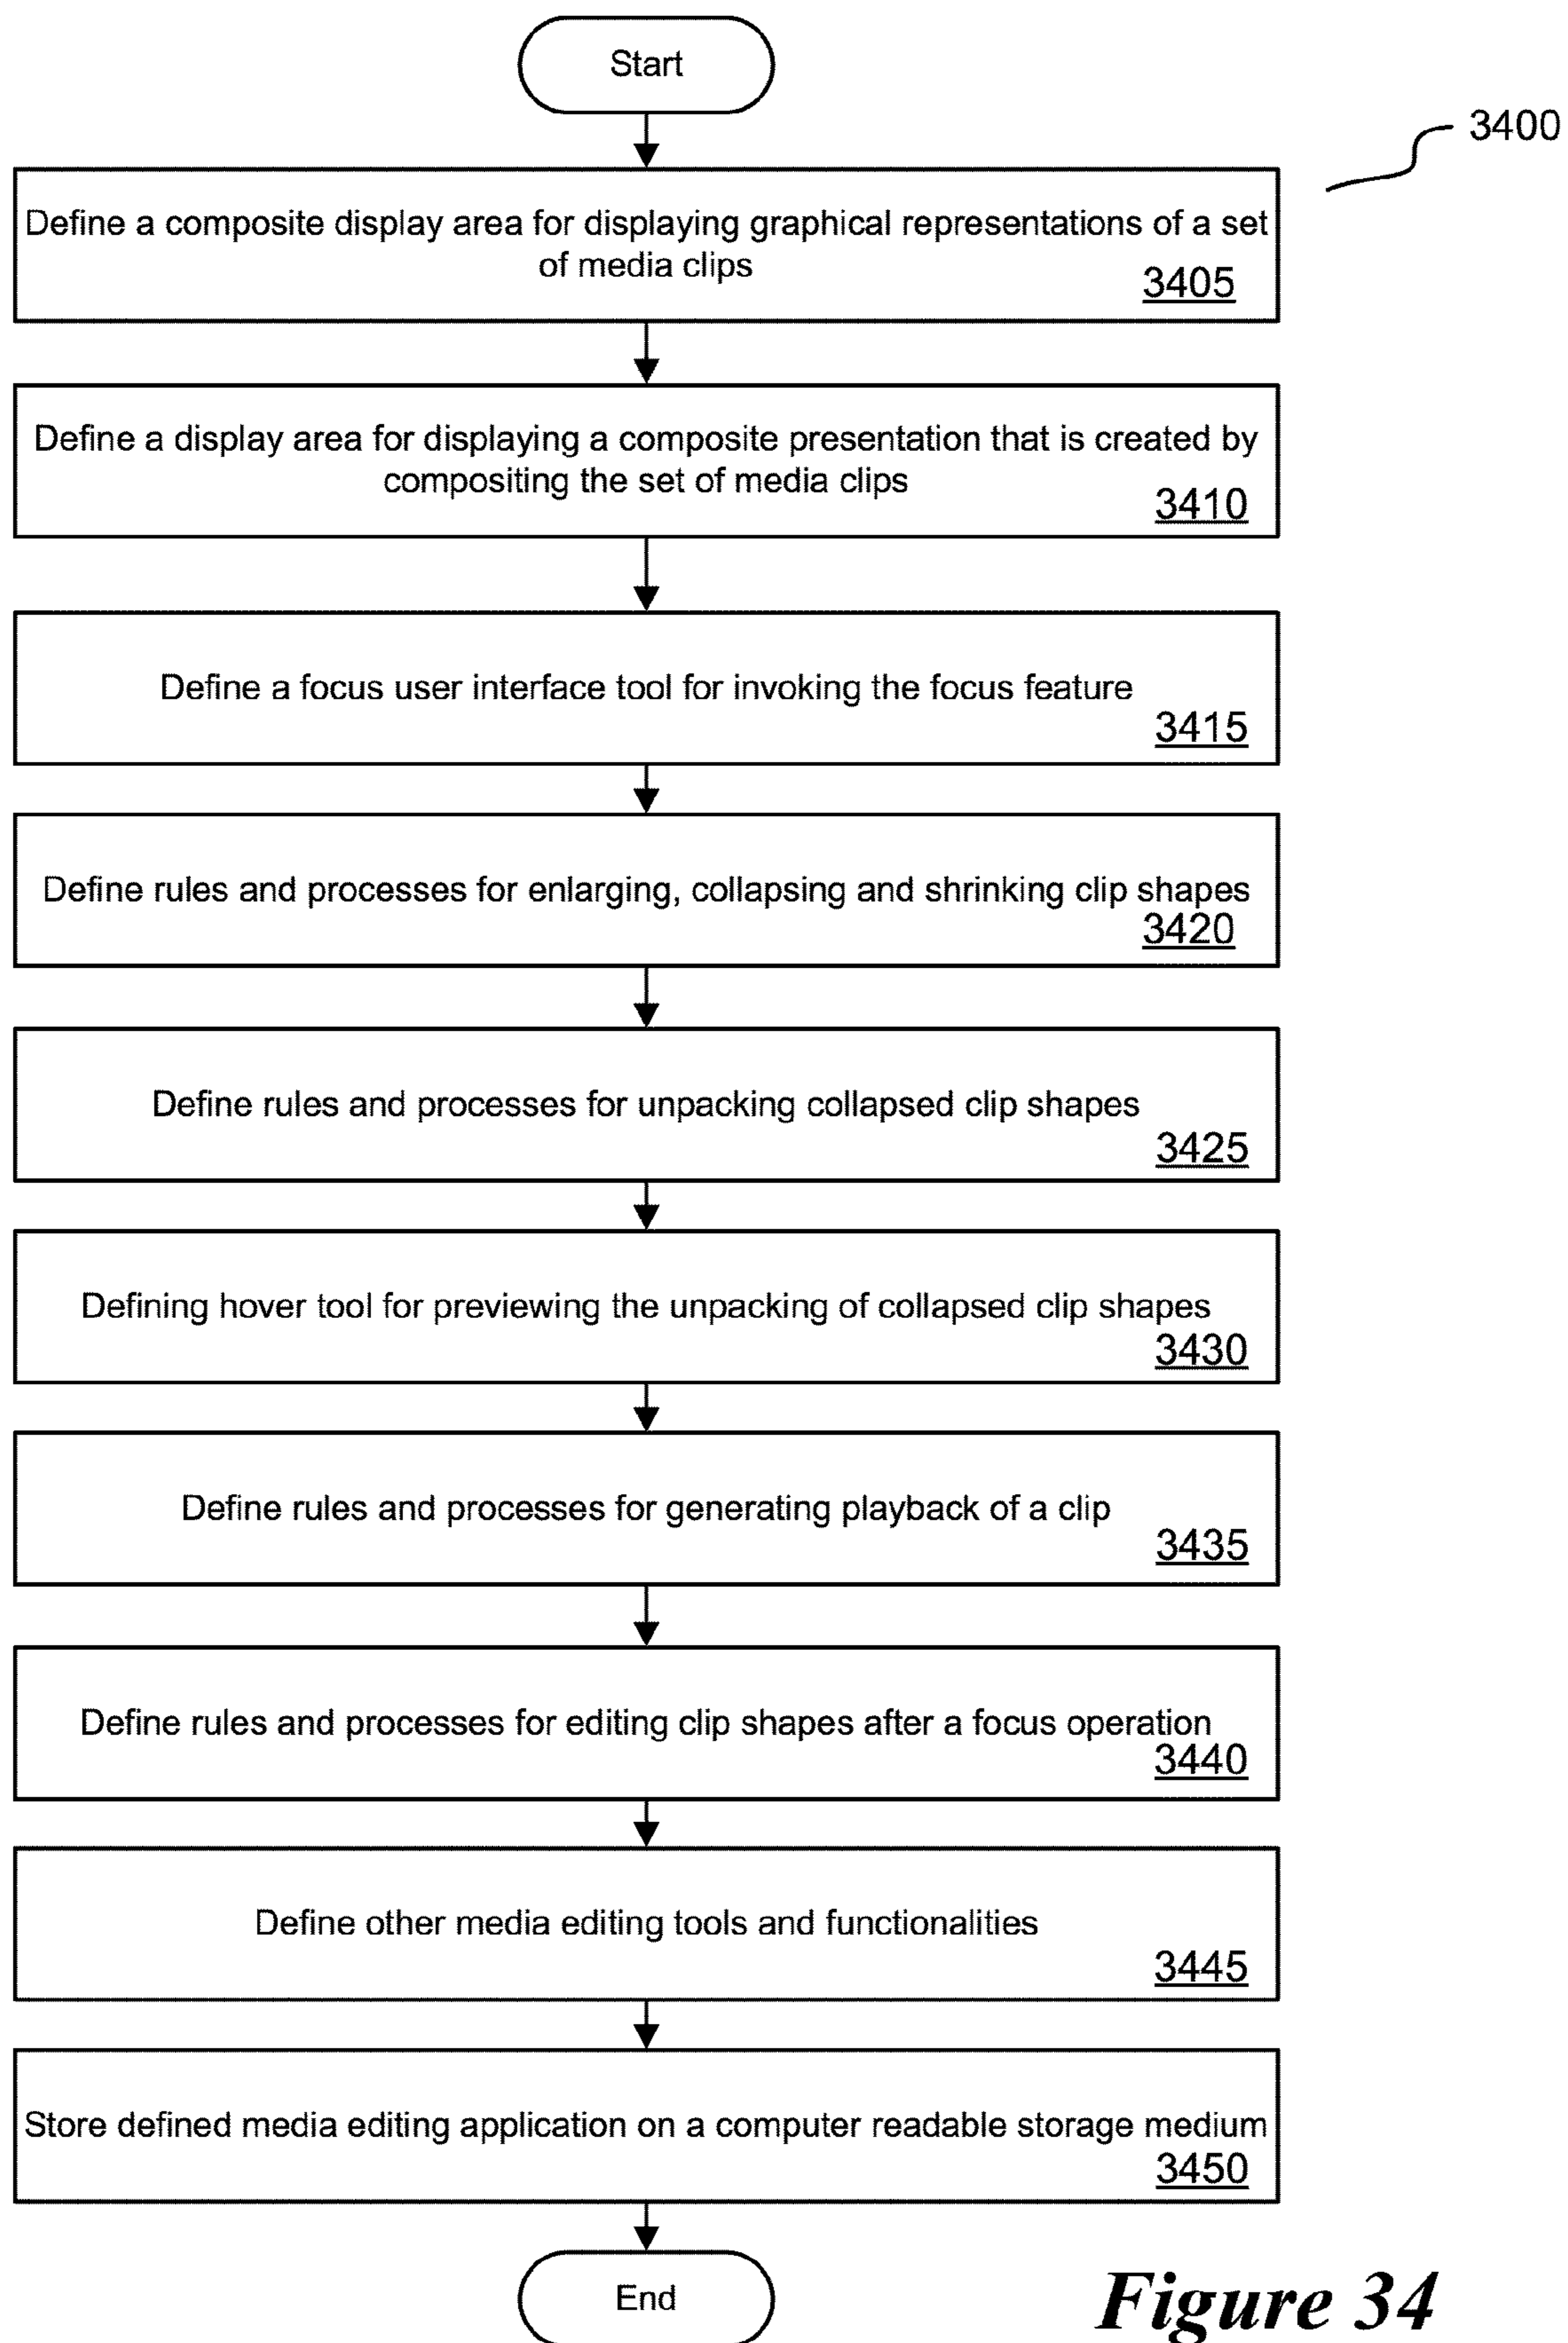 Start
3400
Define a composite display area for displaying graphical representations of a set
of media clips
3405
Define a display area for displaying a composite presentation that is created by
compositing the set of media clips
3410
Define a focus user interface tool for invoking the focus feature
3415
Define rules and processes for enlarging, collapsing and shrinking clip shapes
3420
Define rules and processes for unpacking collapsed clip shapes
3425
Defining hover tool for previewing the unpacking of collapsed clip shapes
3430
Define rules and processes for generating playback of a clip
3435
Define rules and processes for editing clip shapes after a focus operation
3440
Define other media editing tools and functionalities
3445
Store defined media editing application on a computer readable storage medium
3450
End
Figure 34